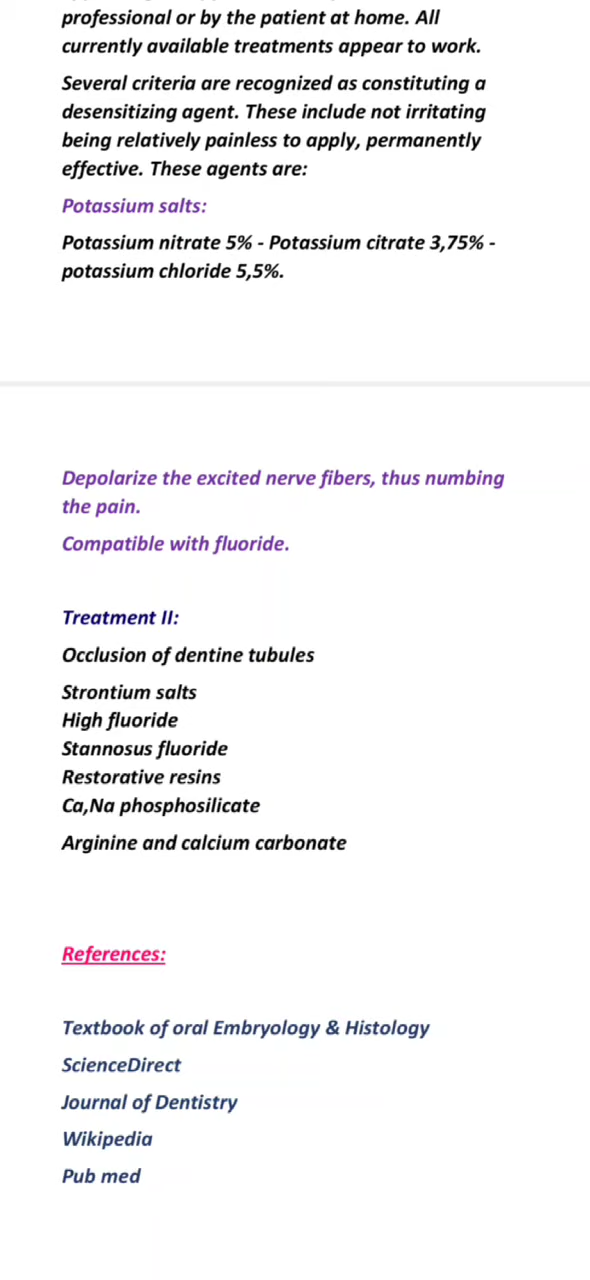 professional or by the patient at home. All
currently available treatments appear to work.
Several criteria are recognized as constituting a
desensitizing agent. These include not irritating
being relatively painless to apply, permanently
effective. These agents are:
Potassium salts:
Potassium nitrate 5% - Potassium citrate 3,75% -
potassium chloride 5,5%.
Depolarize the excited nerve fibers, thus numbing
the pain.
Compatible with fluoride.
Treatment II:
Occlusion of dentine tubules
Strontium salts
High fluoride
Stannosus fluoride
Restorative resins
Ca,Na phosphosilicate
Arginine and calcium carbonate
References:
Textbook of oral Embryology & Histology
ScienceDirect
Journal of Dentistry
Wikipedia
Pub med